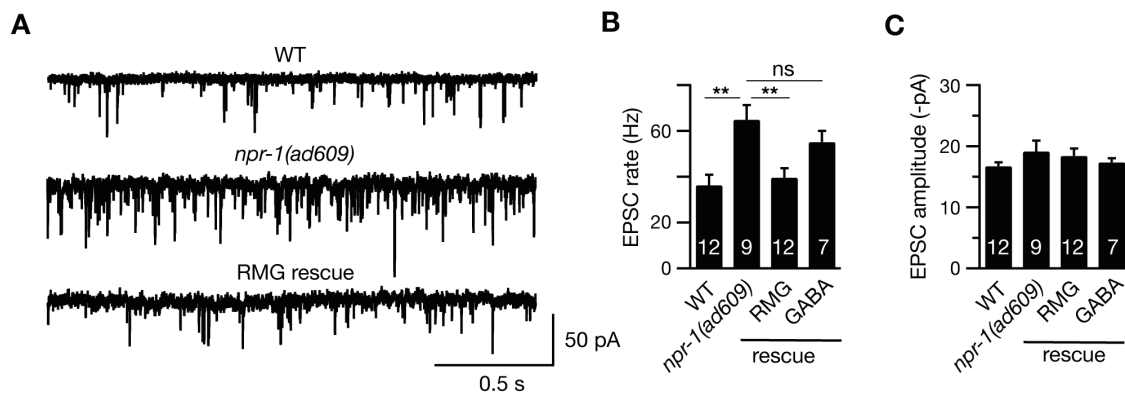 A
WT
npr-1(ad609)
RMG rescue
50 pA
0.5 s
B
EPSC rate (Hz)
60
20
0
ns
** **
12 9 12 7
WT
npr-1(ad609)
RMG
GABA
rescue
C
EPSC amplitude (-pA)
30
20
10
0
12 9 12 7
WT
npr-1(ad609)
RMG
GABA
rescue